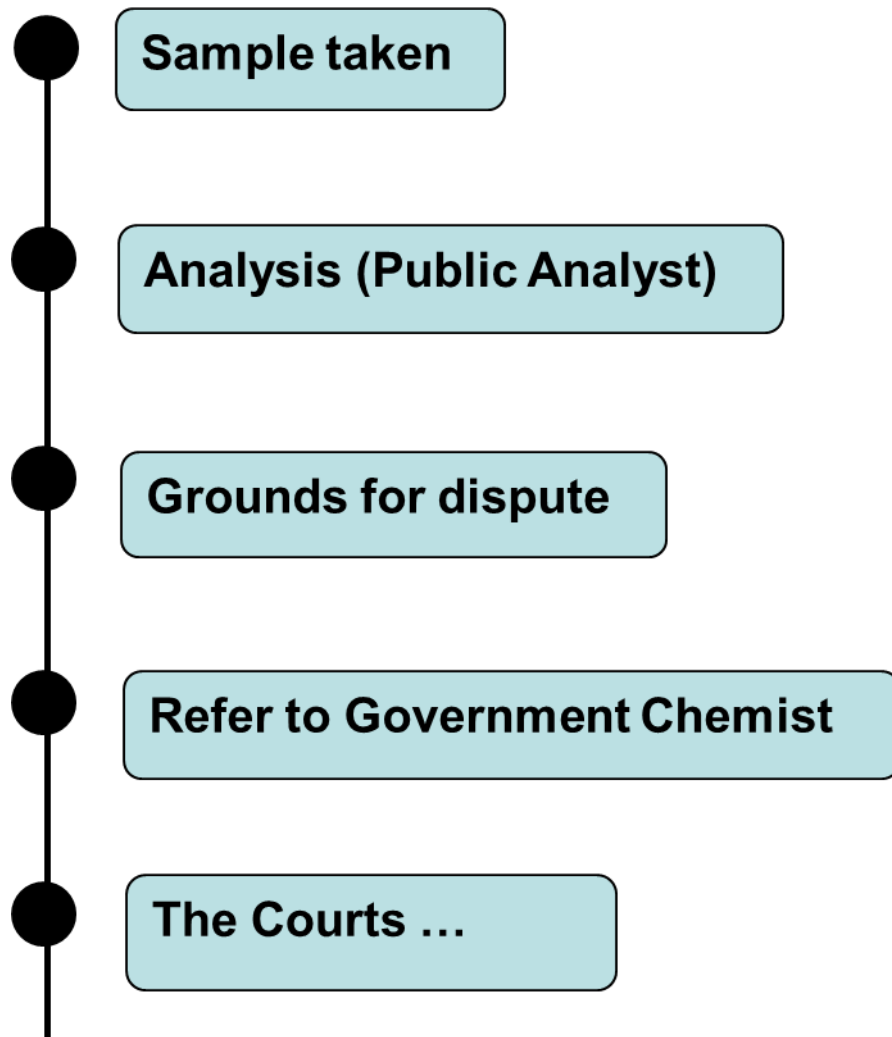 Sample taken
Analysis (Public Analyst)
Grounds for dispute
Refer to Government Chemist
The Courts …